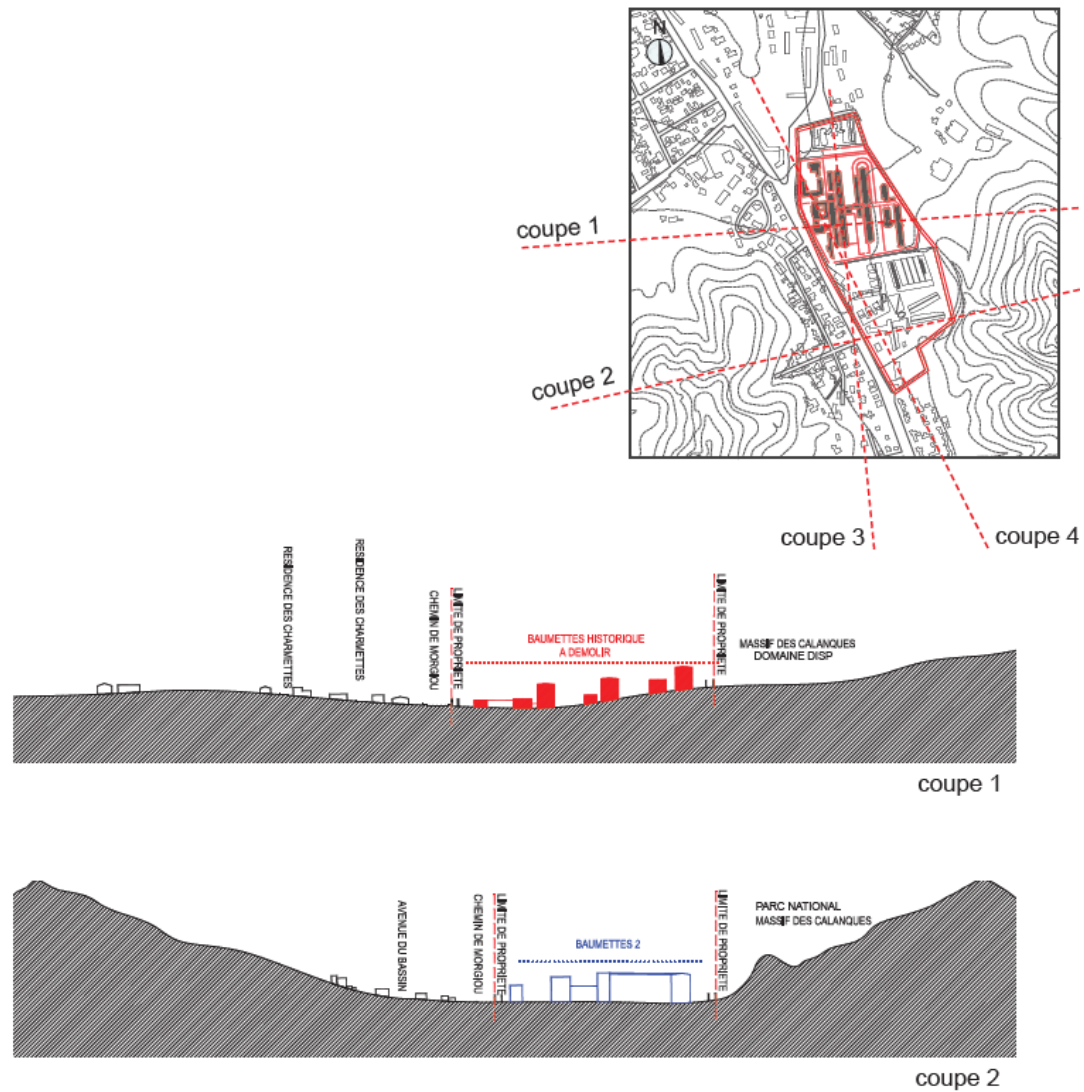 N
coupe 1
coupe 2
coupe 3
coupe 4
RESIDENCE DES CHARMETTES
RESIDENCE DES CHARMETTES
CHEMIN DE MORGIOU
LIMITE DE PROPRIETE
BAUMETTES HISTORIQUE
A DEMOLIR
LIMITE DE PROPRIETE
MASSIF DES CALANQUES
DOMAINE DISP
coupe 1
AVENUE DU BASSIN
CHEMIN DE MORGIOU
LIMITE DE PROPRIETE
BAUMETTES 2
LIMITE DE PROPRIETE
PARC NATIONAL
MASSIF DES CALANQUES
coupe 2